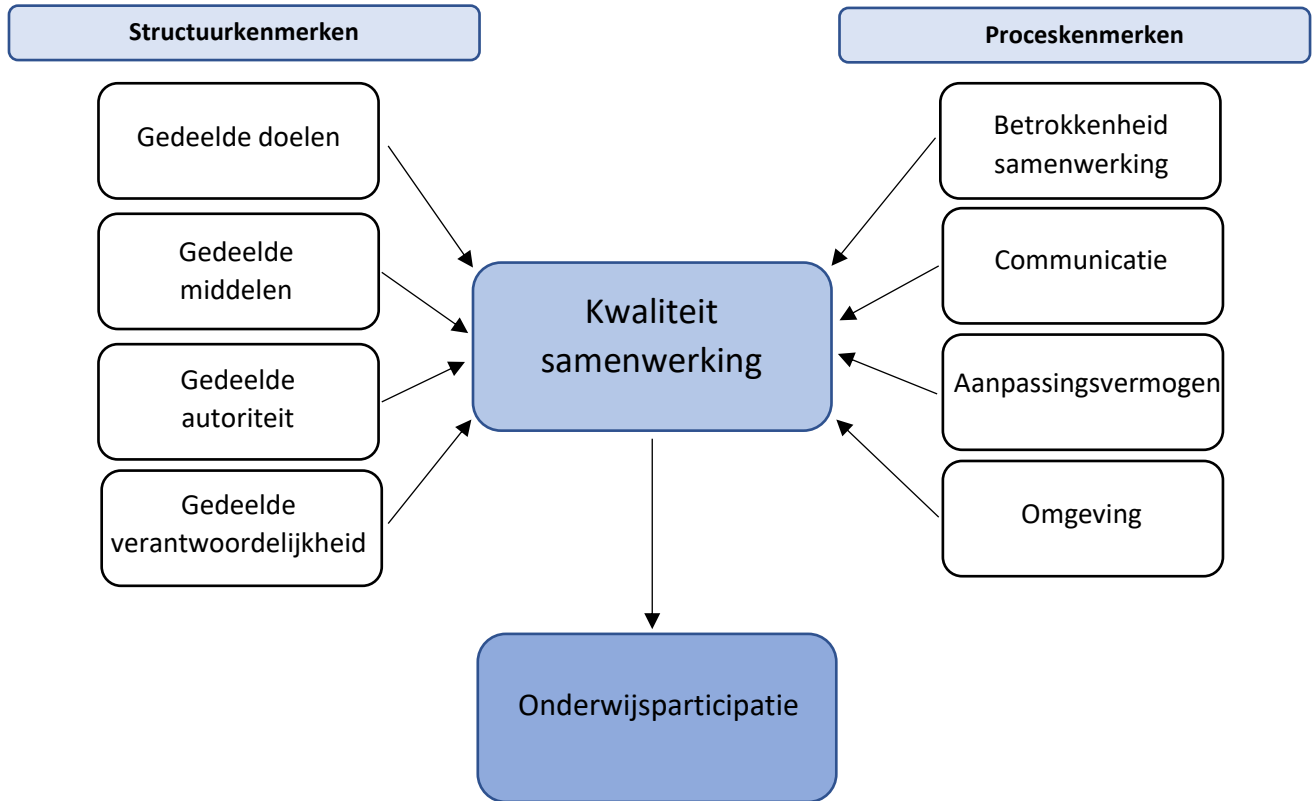 Structuurkenmerken
Proceskenmerken
Gedeelde doelen
Gedeelde
middelen
Gedeelde
autoriteit
Gedeelde
verantwoordelijkheid
Kwaliteit
samenwerking
Betrokkenheid
samenwerking
Communicatie
Aanpassingsvermogen
Omgeving
Onderwijsparticipatie